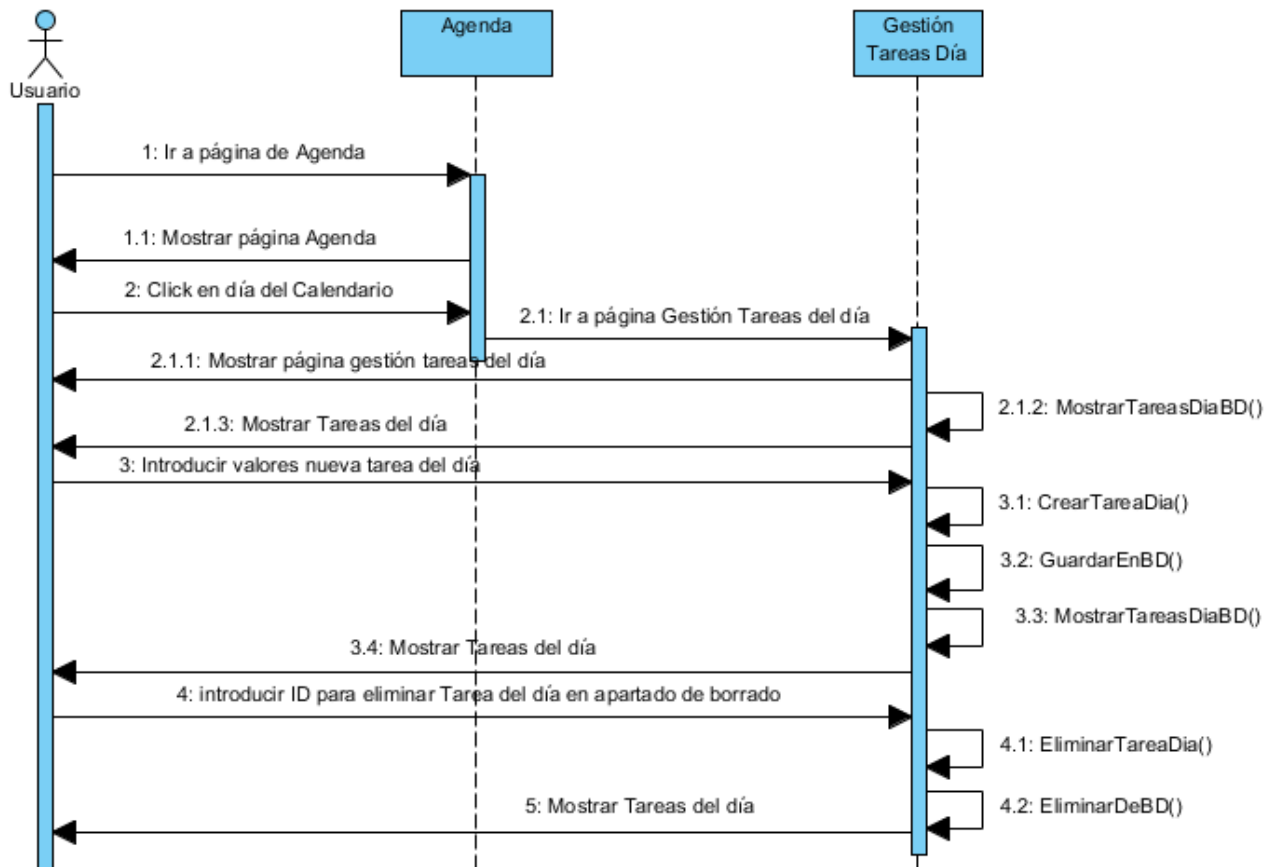 Usuario
Agenda
Gestión
Tareas Día
1: Ir a página de Agenda
1.1: Mostrar página Agenda
2: Click en día del Calendario
2.1: Ir a página Gestión Tareas del día
2.1.1: Mostrar página gestión tareas del día
2.1.2: MostrarTareasDiaBD()
2.1.3: Mostrar Tareas del día
3: Introducir valores nueva tarea del día
3.1: CrearTareaDia()
3.2: GuardarEnBD()
3.3: MostrarTareasDiaBD()
3.4: Mostrar Tareas del día
4: introducir ID para eliminar Tarea del día en apartado de borrado
4.1: EliminarTareaDia()
5: Mostrar Tareas del día
4.2: EliminarDeBD()